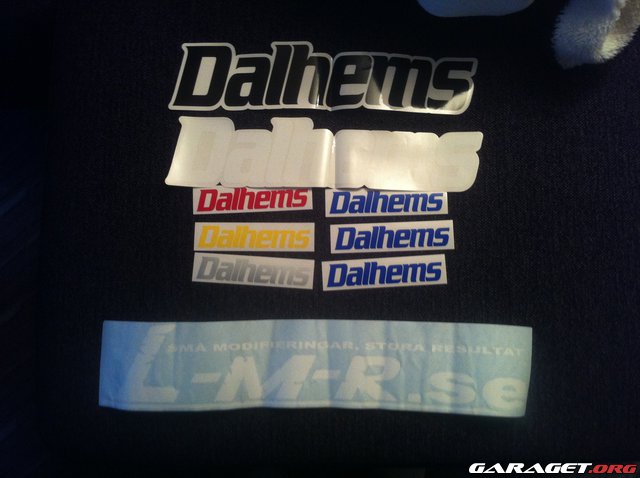 Dalhems
Dalhems
Dalhems Dalhems
Dalhems Dalhems
Dalhems Dalhems
SMÅ MODIFIERINGAR, STORA RESULTAT
L-M-R.se
GARAGET.ORG